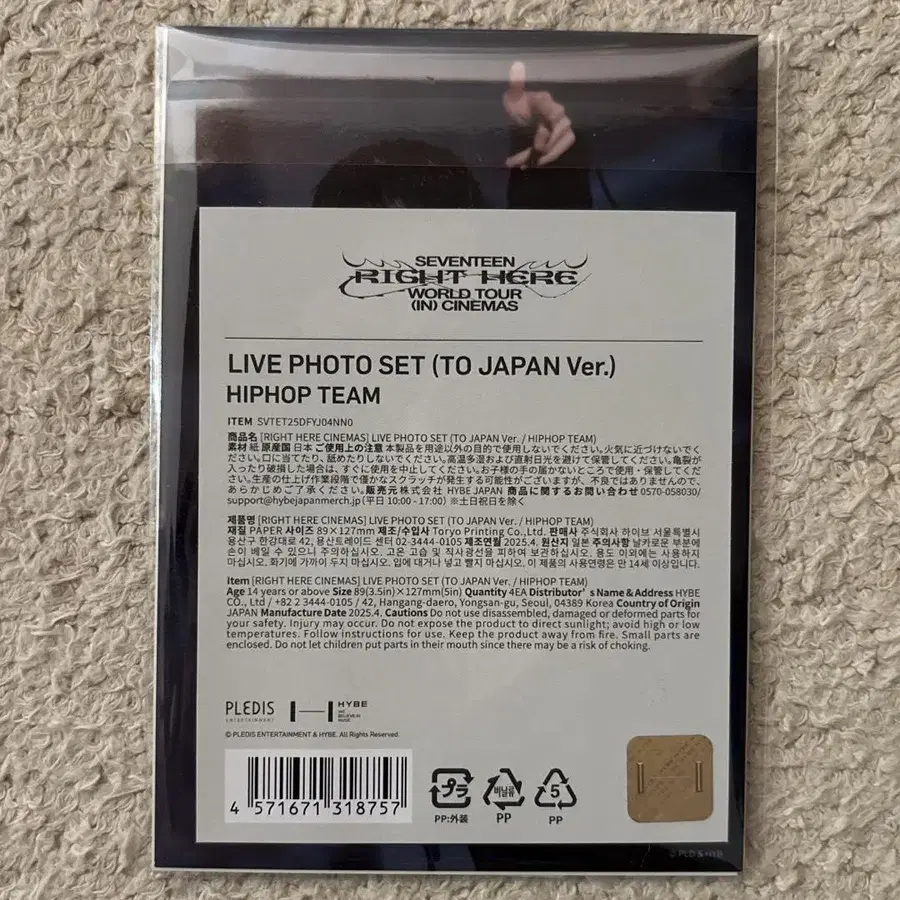 SEVENTEEN
RIGHT HERE
WORLD TOUR
(IN) CINEMAS
LIVE PHOTO SET (TO JAPAN Ver.)
HIPHOP TEAM
ITEM SVTET25DFYJ04NN0
商品名 [RIGHT HERE CINEMAS] LIVE PHOTO SET (TO JAPAN Ver. / HIPHOP TEAM)
素材 紙 原産国 日本 ご使用上の注意 本製品を用途以外の目的で使用しないでください。火気に近づけないでく
ださい。口に当てたり、舐めたりしないでください。高温多湿および直射日光を避けて保管してください。亀裂が
入ったり破損した場合は、すぐに使用を中止してください。お子様の手の届かないところで使用・保管してくださ
い。生産の仕上げ作業段階で僅かなスクラッチが発生する可能性がございますが、不良ではありませんので、
あらかじめご了承ください。販売元 株式会社 HYBE JAPAN 商品に関するお問い合わせ 0570-058030/
support@hybejapanmerch.jp (平日 10:00 - 17:00) ※土日祝日を除く
제품명 [RIGHT HERE CINEMAS] LIVE PHOTO SET (TO JAPAN Ver. / HIPHOP TEAM)
재질 PAPER 사이즈 89×127mm 제조/수입사 Toryo Printing Co.,Ltd. 판매사 주식회사 하이브 서울특별시
용산구 한강대로 42, 용산트레이드 센터 02-3444-0105 제조연월 2025.4. 원산지 일본 주의사항 날카로운 부분에
손이 베일 수 있으니 주의하십시오. 고온 고습 및 직사광선을 피하여 보관하십시오. 용도 이외에는 사용하지
마십시오. 화기에 가까이 두지 마십시오. 입에 대거나 넣고 빨지 마십시오. 이 제품의 사용연령은 만 14세 이상입니다.
Item [RIGHT HERE CINEMAS] LIVE PHOTO SET (TO JAPAN Ver. / HIPHOP TEAM)
Age 14 years or above Size 89(3.5in)×127mm(5in) Quantity 4EA Distributor's Name & Address HYBE
CO., Ltd / +82 2 3444-0105 / 42, Hangang-daero, Yongsan-gu, Seoul, 04389 Korea Country of Origin
JAPAN Manufacture Date 2025.4. Cautions Do not use disassembled, damaged or deformed parts for
your safety. Injury may occur. Do not expose the product to direct sunlight; avoid high or low
temperatures. Follow instructions for use. Keep the product away from fire. Small parts are
enclosed. Do not let children put parts in their mouth since there may be a risk of choking.
PLEDIS
ENTERTAINMENT
HYBE
WE
BELIEVE IN
MUSIC
© PLEDIS ENTERTAINMENT & HYBE. All Rights Reserved.
4 571671 318757
プラ
PP:外装
비닐류
PP
5
PP